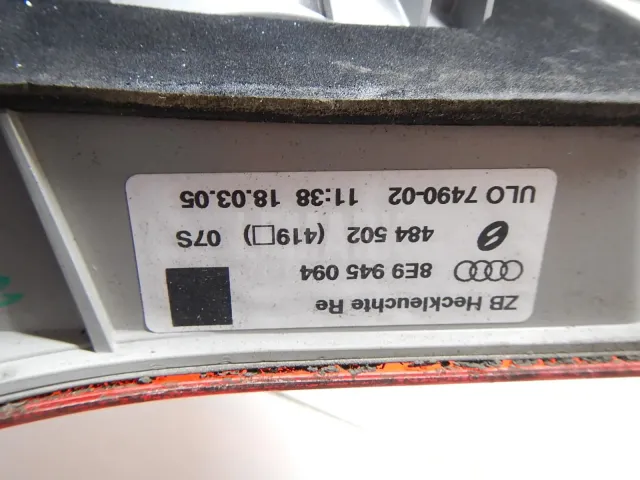 ZB Heckleuchte Re
8E9 945 094
484 502 (419□) 07S
ULO 7490-02 11:38 18.03.05